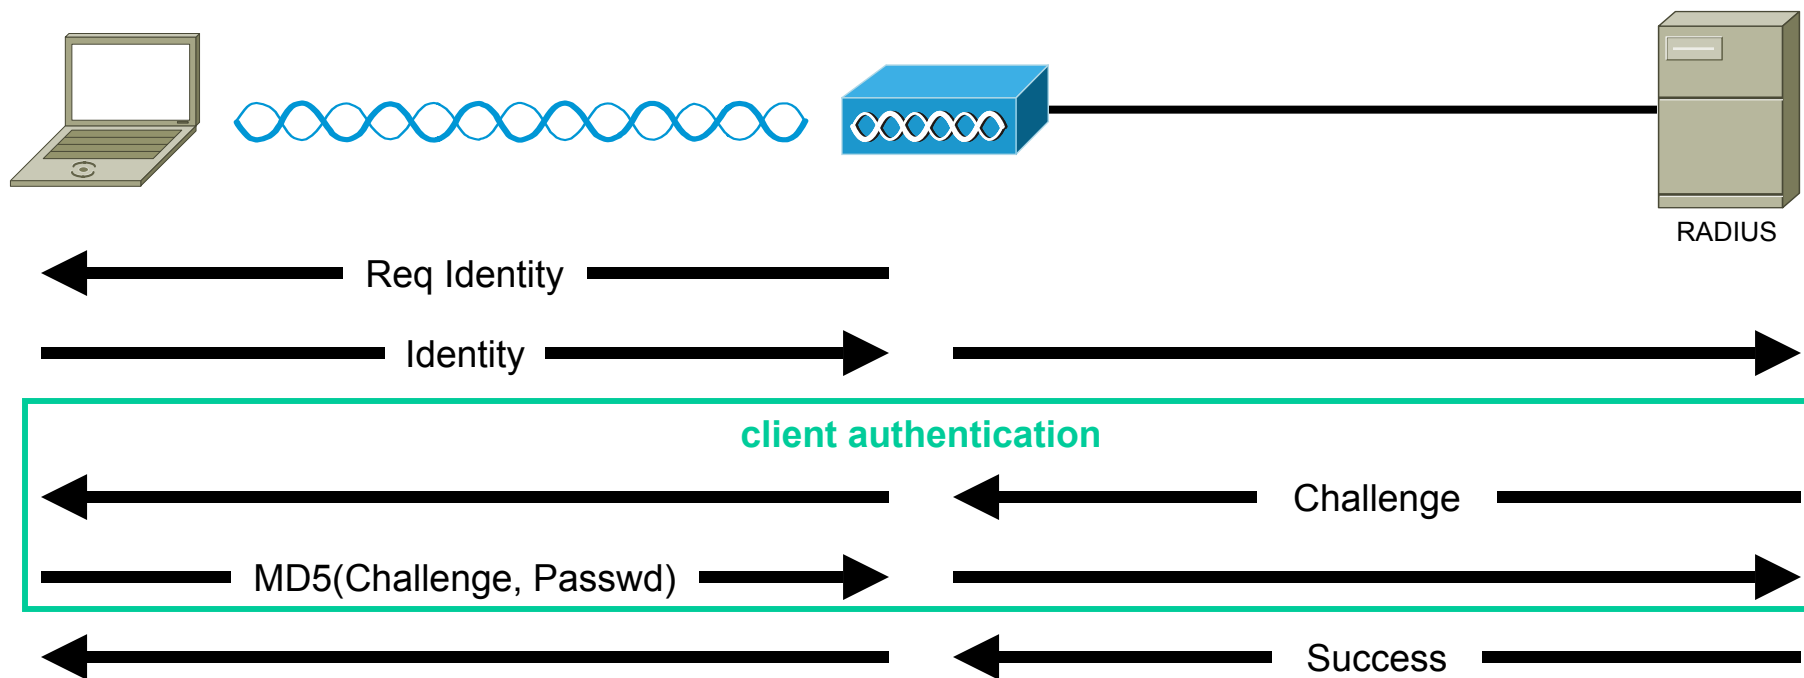 RADIUS
Req Identity
Identity
client authentication
Challenge
MD5(Challenge, Passwd)
Success